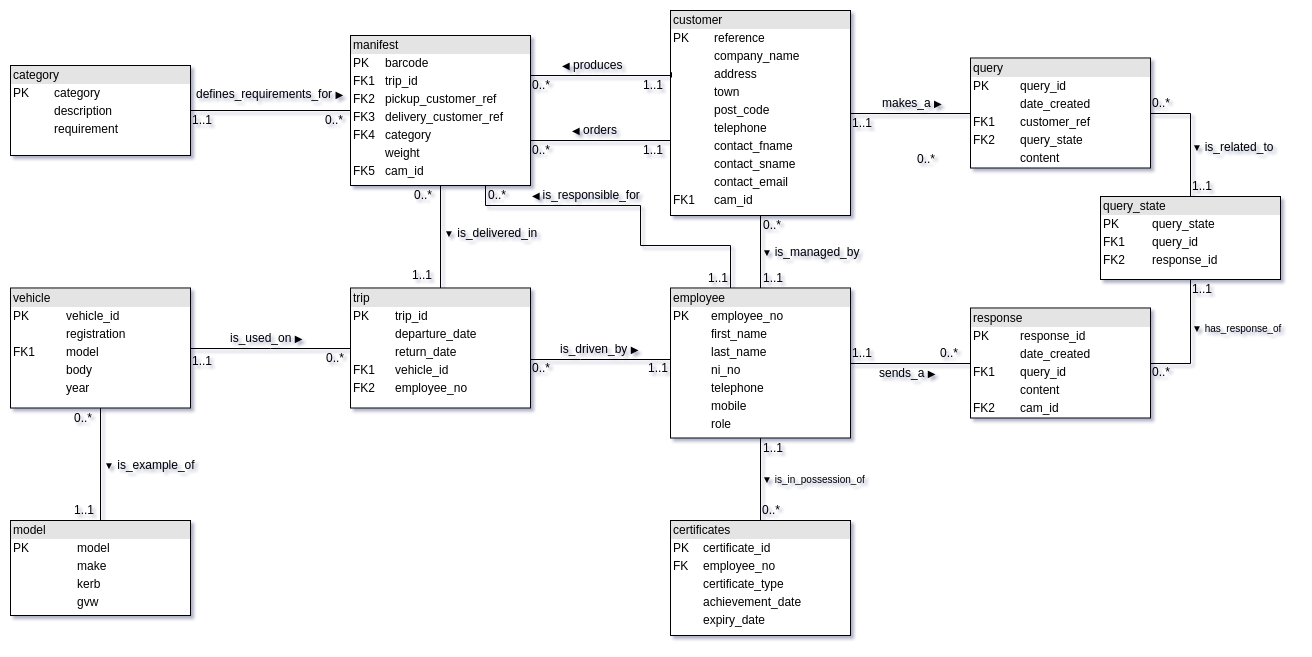 customer
PK reference
company_name
address
town
post_code
telephone
contact_fname
contact_sname
contact_email
FK1 cam_id
manifest
PK barcode
FK1 trip_id
FK2 pickup_customer_ref
FK3 delivery_customer_ref
FK4 category
weight
FK5 cam_id
category
PK category
description
requirement
query
PK query_id
date_created
FK1 customer_ref
FK2 query_state
content
defines_requirements_for ►
1..1 0..*
◄ produces
0..* 1..1
◄ orders
0..* 1..1
makes_a ►
1..1
0..*
0..*
▼ is_related_to
1..1
query_state
PK query_state
FK1 query_id
FK2 response_id
0..* 0..*
◄ is_responsible_for
1..1
▼ is_delivered_in
1..1
0..*
▼ is_managed_by
1..1
vehicle
PK vehicle_id
registration
FK1 model
body
year
is_used_on ►
1..1 0..*
trip
PK trip_id
departure_date
return_date
FK1 vehicle_id
FK2 employee_no
is_driven_by ►
0..* 1..1
employee
PK employee_no
first_name
last_name
ni_no
telephone
mobile
role
1..1 0..*
sends_a ►
response
PK response_id
date_created
FK1 query_id
content
FK2 cam_id
1..1
▼ has_response_of
0..*
0..*
▼ is_example_of
1..1
1..1
▼ is_in_possession_of
0..*
model
PK model
make
kerb
gvw
certificates
PK certificate_id
FK employee_no
certificate_type
achievement_date
expiry_date